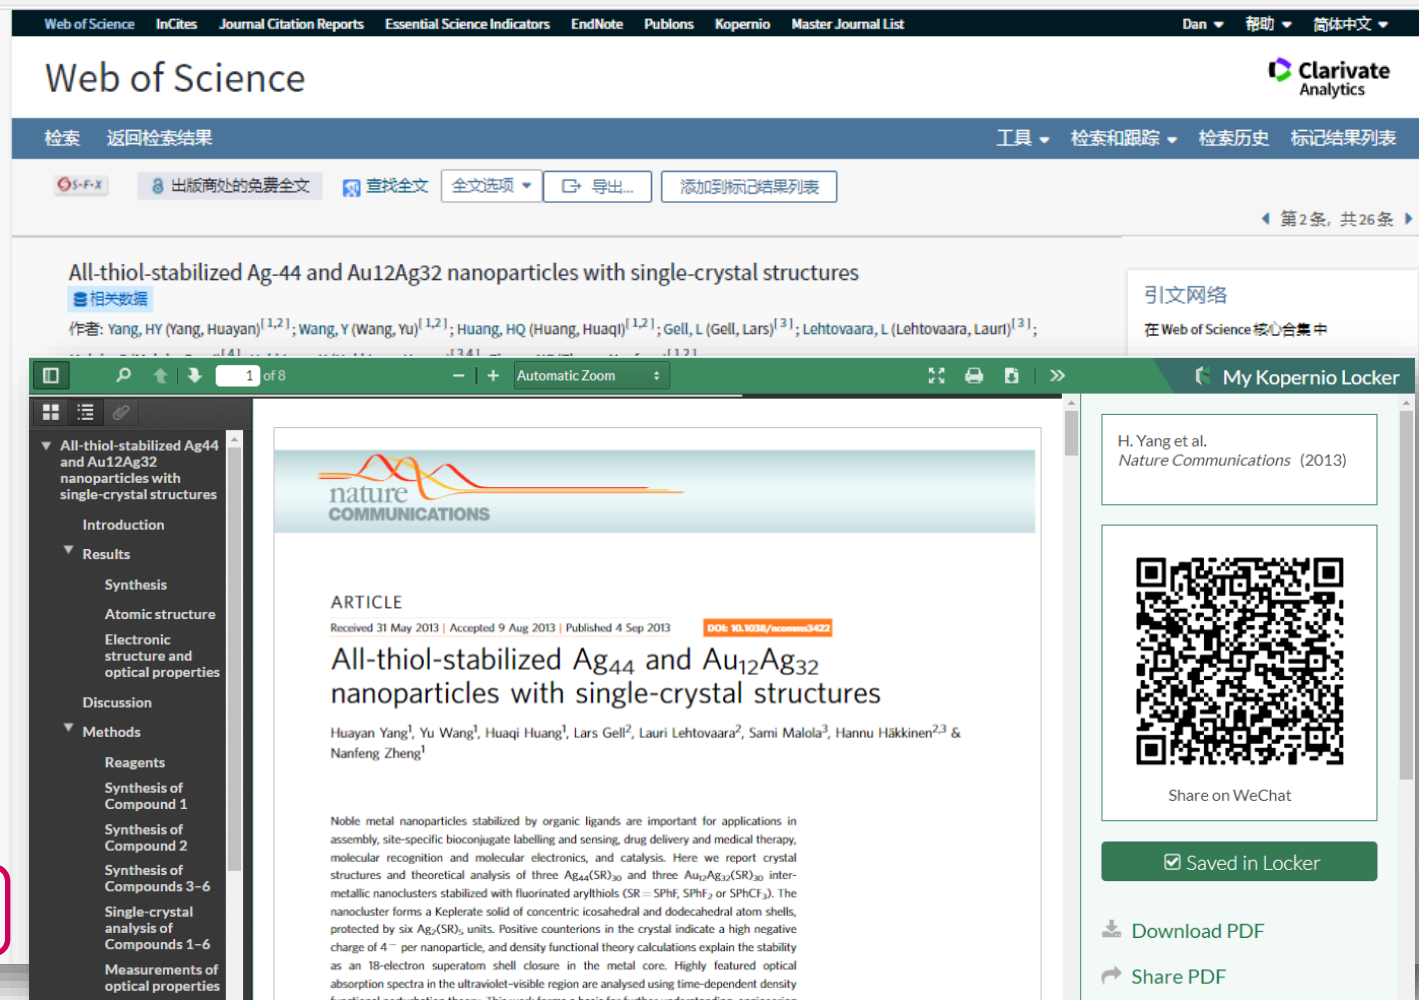 Web of Science InCites Journal Citation Reports Essential Science Indicators EndNote Publons Kopernio Master Journal List Dan 帮助 简体中文
Web of Science
Clarivate
Analytics
检索 返回检索结果 工具 检索和跟踪 检索历史 标记结果列表
S·F·X 出版商处的免费全文 查找全文 全文选项 导出... 添加到标记结果列表
第2条, 共26条
All-thiol-stabilized Ag-44 and Au12Ag32 nanoparticles with single-crystal structures
相关数据
作者: Yang, HY (Yang, Huayan)[1,2]; Wang, Y (Wang, Yu)[1,2]; Huang, HQ (Huang, HuaqI)[1,2]; Gell, L (Gell, Lars)[3]; Lehtovaara, L (Lehtovaara, LaurI)[3];
引文网络
在 Web of Science 核心合集中
1 of 8
Automatic Zoom
My Kopernio Locker
All-thiol-stabilized Ag44
and Au12Ag32
nanoparticles with
single-crystal structures
Introduction
Results
Synthesis
Atomic structure
Electronic
structure and
optical properties
Discussion
Methods
Reagents
Synthesis of
Compound 1
Synthesis of
Compound 2
Synthesis of
Compounds 3–6
Single-crystal
analysis of
Compounds 1–6
Measurements of
optical properties
nature
COMMUNICATIONS
ARTICLE
Received 31 May 2013 | Accepted 9 Aug 2013 | Published 4 Sep 2013
DOI: 10.1038/ncomms3422
All-thiol-stabilized Ag44 and Au12Ag32
nanoparticles with single-crystal structures
Huayan Yang1, Yu Wang1, Huaqi Huang1, Lars Gell2, Lauri Lehtovaara2, Sami Malola3, Hannu Häkkinen2,3 &
Nanfeng Zheng1
Noble metal nanoparticles stabilized by organic ligands are important for applications in
assembly, site-specific bioconjugate labelling and sensing, drug delivery and medical therapy,
molecular recognition and molecular electronics, and catalysis. Here we report crystal
structures and theoretical analysis of three Ag44(SR)30 and three Au12Ag32(SR)30 inter-
metallic nanoclusters stabilized with fluorinated arylthiols (SR = SPhF, SPhF2 or SPhCF3). The
nanocluster forms a Keplerate solid of concentric icosahedral and dodecahedral atom shells,
protected by six Ag2(SR)5 units. Positive counterions in the crystal indicate a high negative
charge of 4− per nanoparticle, and density functional theory calculations explain the stability
as an 18-electron superatom shell closure in the metal core. Highly featured optical
absorption spectra in the ultraviolet–visible region are analysed using time-dependent density
H. Yang et al.
Nature Communications (2013)
Share on WeChat
Saved in Locker
Download PDF
Share PDF